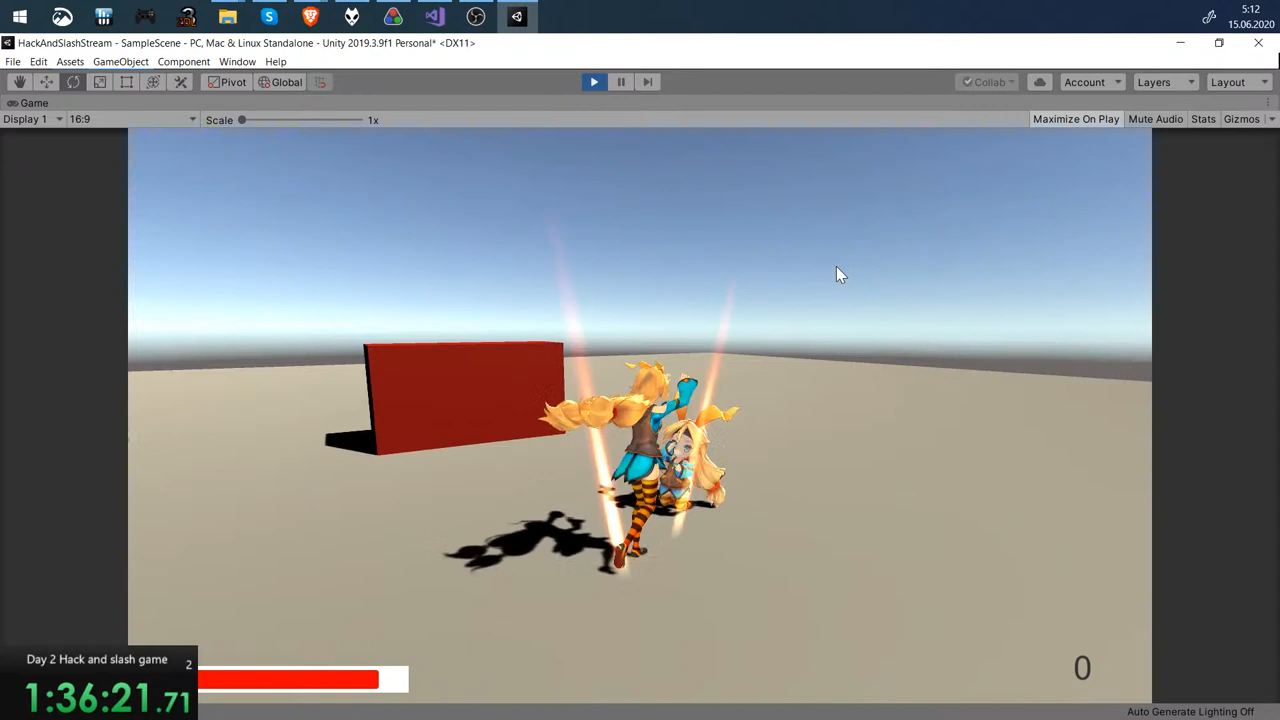 5:12
15.06.2020
HackAndSlashStream - SampleScene - PC, Mac & Linux Standalone - Unity 2019.3.9f1 Personal* <DX11>
File Edit Assets GameObject Component Window Help
Pivot Global Collab Account Layers Layout
Game
Display 1 16:9 Scale 1x Maximize On Play Mute Audio Stats Gizmos
Day 2 Hack and slash game 2
1:36:21.71
0
Auto Generate Lighting Off